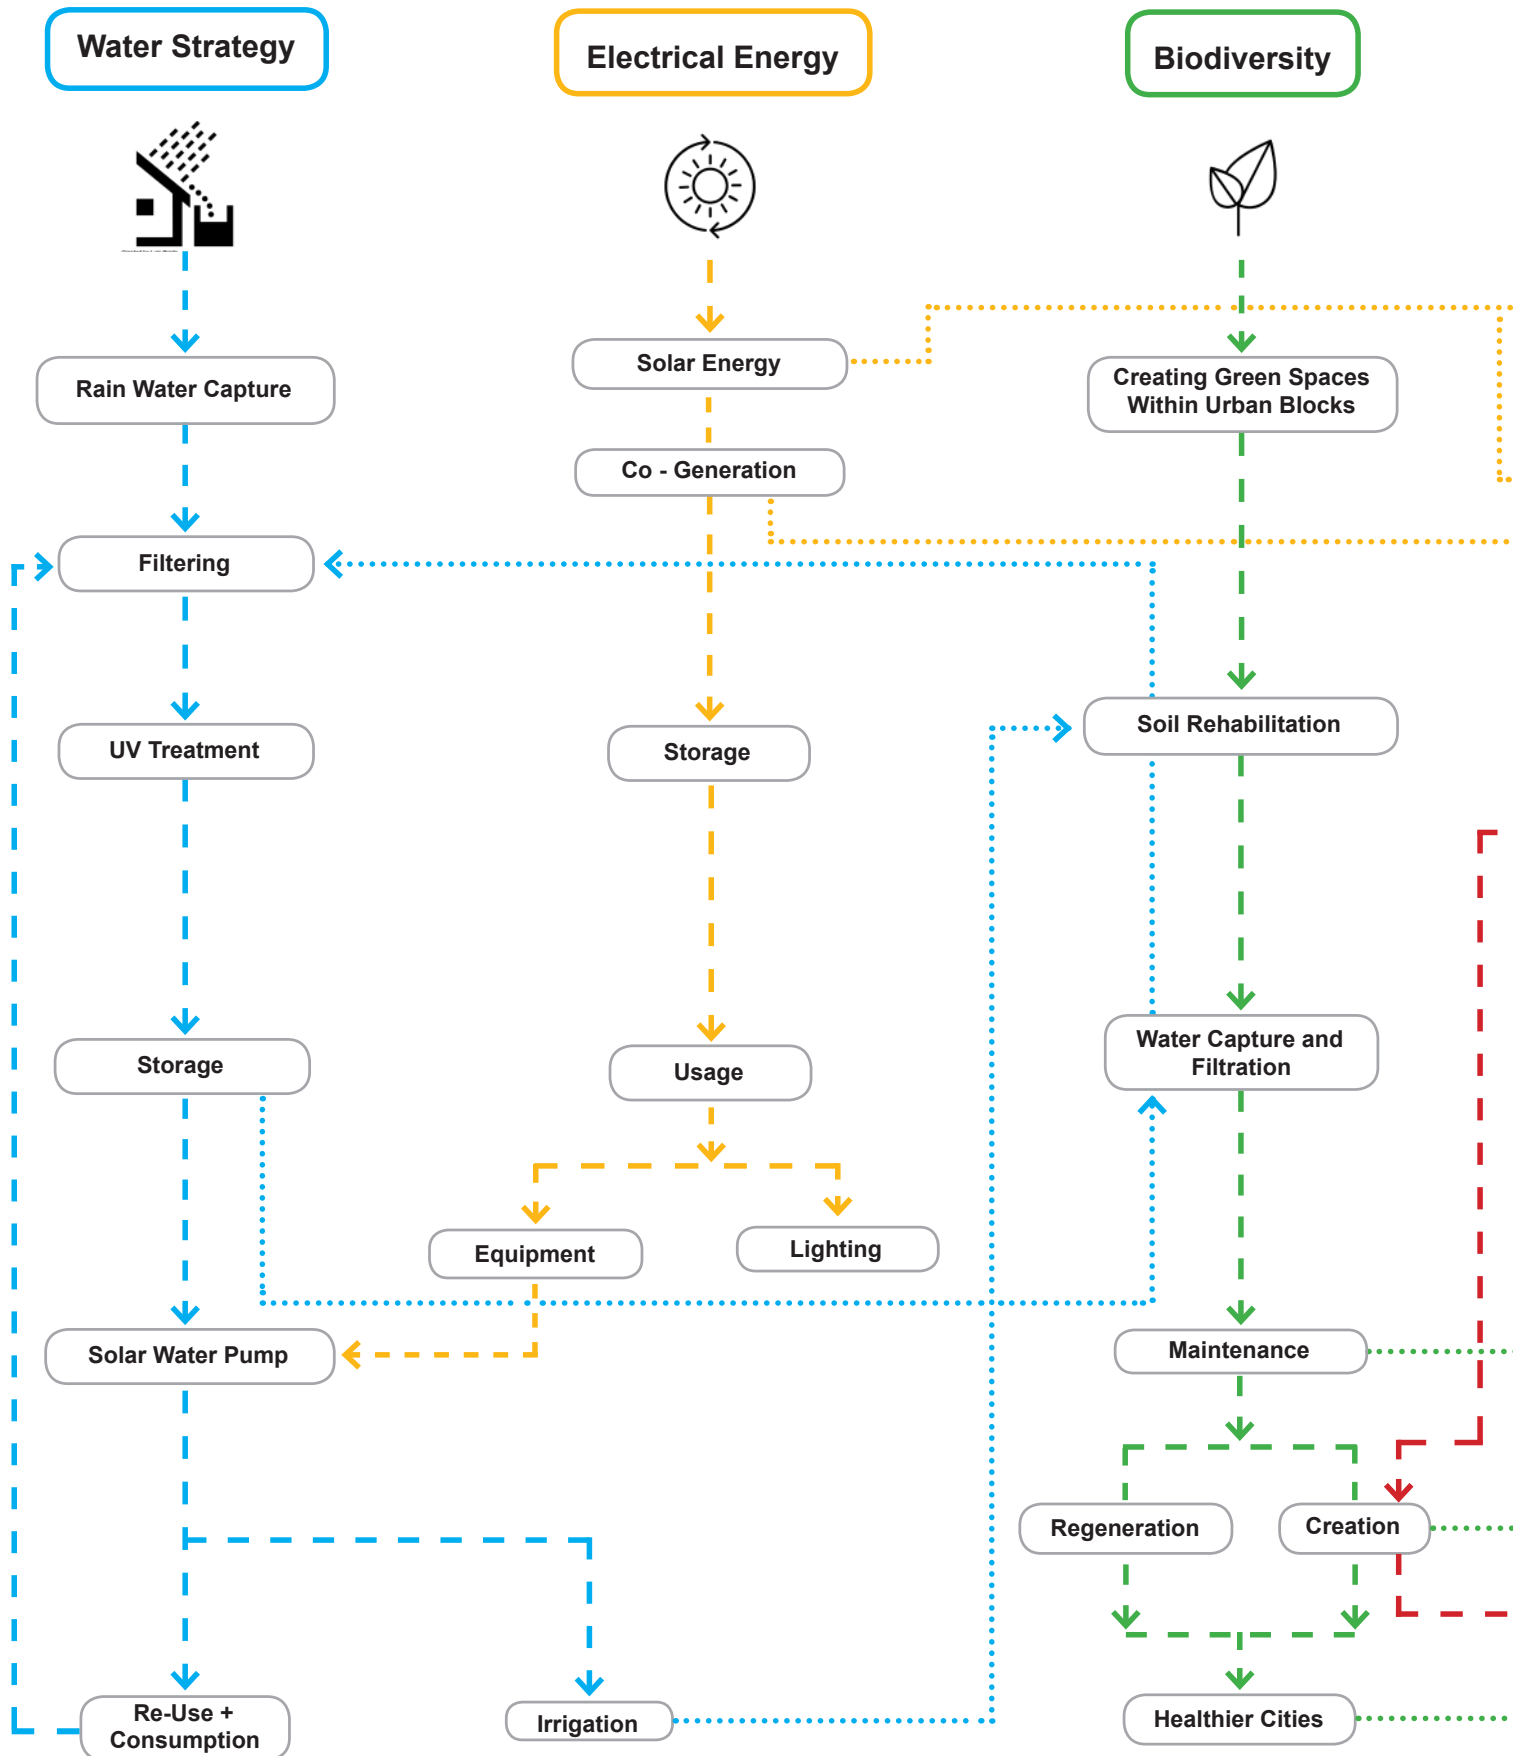 Water Strategy
Electrical Energy
Biodiversity
Rain Water Capture
Solar Energy
Creating Green Spaces
Within Urban Blocks
Co - Generation
Filtering
UV Treatment
Storage
Soil Rehabilitation
Storage
Usage
Water Capture and
Filtration
Equipment
Lighting
Solar Water Pump
Maintenance
Regeneration
Creation
Re-Use +
Consumption
Irrigation
Healthier Cities